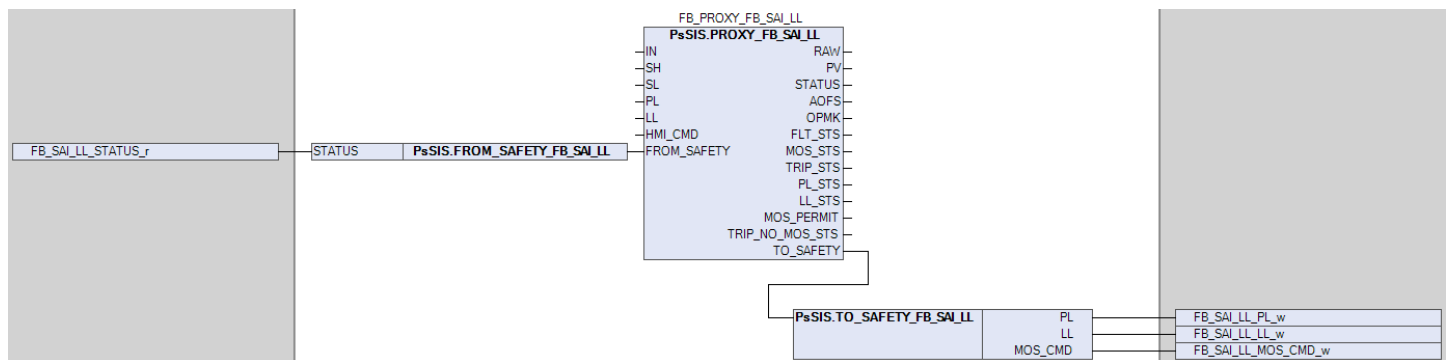 FB_PROXY_FB_SAI_LL
PsSIS.PROXY_FB_SAI_LL
IN RAW
SH PV
SL STATUS
PL AOFS
LL OPMK
HMI_CMD FLT_STS
FB_SAI_LL_STATUS_r STATUS PsSIS.FROM_SAFETY_FB_SAI_LL FROM_SAFETY MOS_STS
TRIP_STS
PL_STS
LL_STS
MOS_PERMIT
TRIP_NO_MOS_STS
TO_SAFETY
PsSIS.TO_SAFETY_FB_SAI_LL PL FB_SAI_LL_PL_w
LL FB_SAI_LL_LL_w
MOS_CMD FB_SAI_LL_MOS_CMD_w